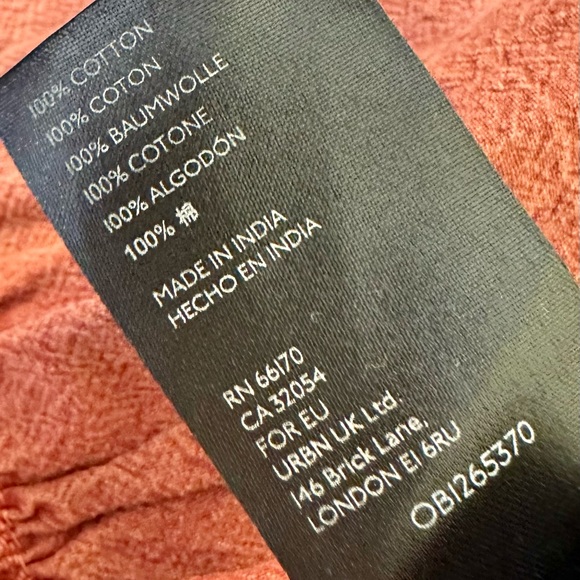 100% COTTON
100% COTON
100% BAUMWOLLE
100% COTONE
100% ALGODÓN
100% 棉
MADE IN INDIA
HECHO EN INDIA
RN 66170
CA 32054
FOR EU
URBN UK Ltd.
146 Brick Lane,
LONDON E1 6RU
OB1265370